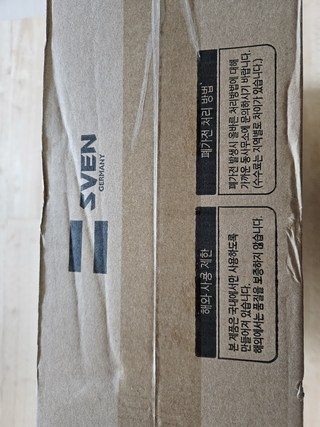 SVEN
GERMANY
해외 사용 제한
본 제품은 국내에서만 사용하도록
만들어져 있습니다.
해외에서는 품질을 보증하지 않습니다.
폐가전 처리 방법
폐가전 발생시 올바른 처리방법에 대해
가까운 동사무소에 문의하시기 바랍니다.
(수수료는 지역별로 차이가 있습니다.)